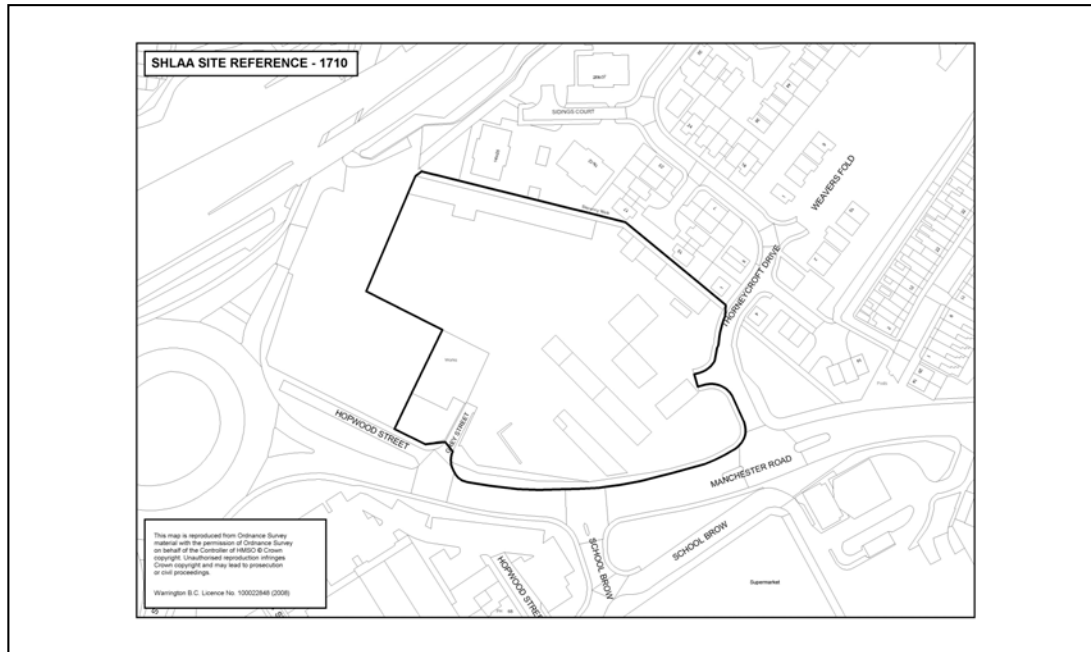 SHLAA SITE REFERENCE - 1710
SIDINGS COURT
WEAVERS FOLD
THORNEYCROFT DRIVE
Works
HOPWOOD STREET
GREY STREET
MANCHESTER ROAD
SCHOOL BROW
SCHOOL BROW
HOPWOOD STREET
Supermarket
This map is reproduced from Ordnance Survey
material with the permission of Ordnance Survey
on behalf of the Controller of HMSO © Crown
copyright. Unauthorised reproduction infringes
Crown copyright and may lead to prosecution
or civil proceedings.
Warrington B.C. Licence No. 100022848 (2008)